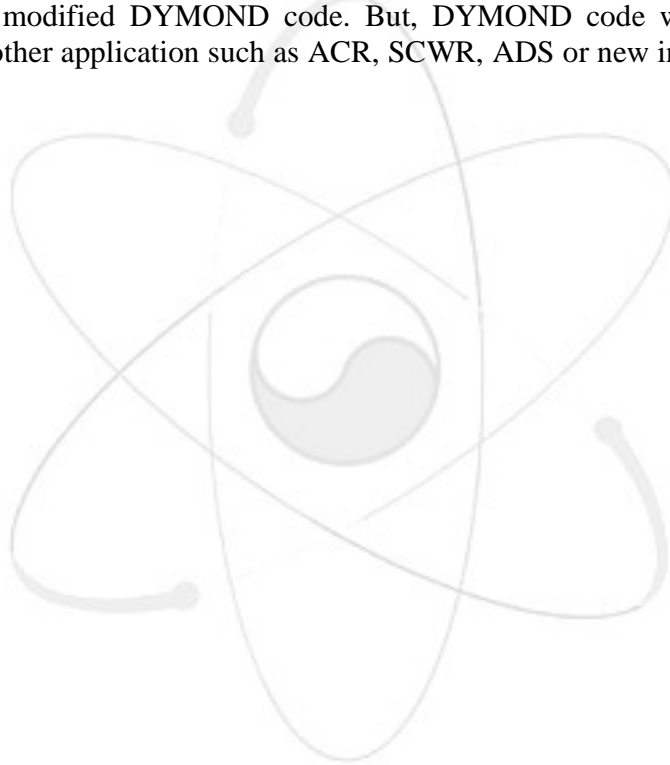 modified DYMOND code. But, DYMOND code
other application such as ACR, SCWR, ADS or new